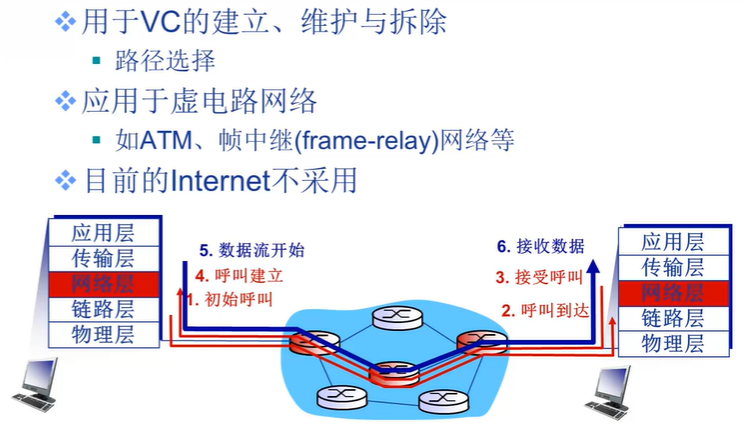 用于VC的建立、维护与拆除
路径选择
应用于虚电路网络
如ATM、帧中继(frame-relay)网络等
目前的Internet不采用
应用层
传输层
网络层
链路层
物理层
5. 数据流开始
4. 呼叫建立
1. 初始呼叫
6. 接收数据
3. 接受呼叫
2. 呼叫到达
应用层
传输层
网络层
链路层
物理层